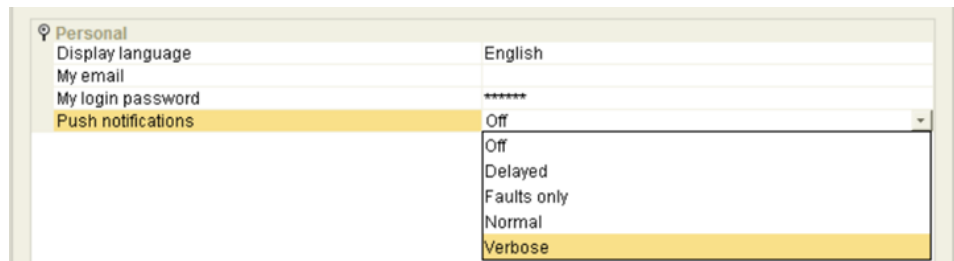 Personal
Display language English
My email
My login password ******
Push notifications Off
Off
Delayed
Faults only
Normal
Verbose